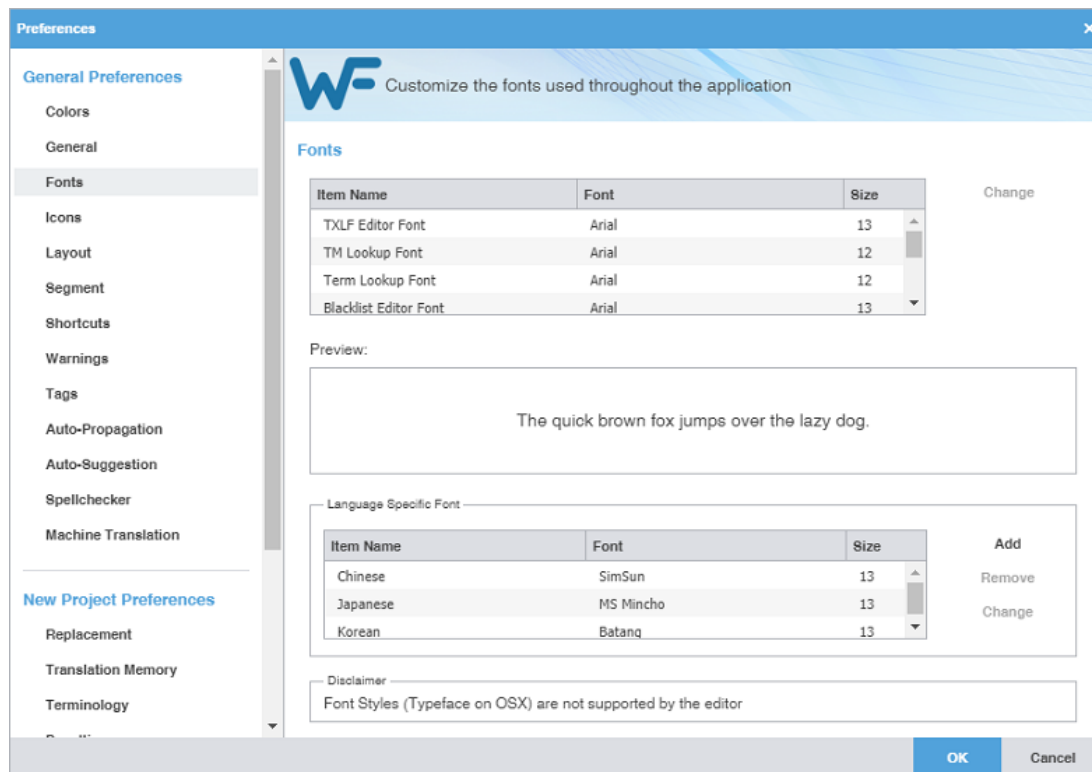 Preferences
General Preferences
Colors
General
Fonts
Icons
Layout
Segment
Shortcuts
Warnings
Tags
Auto-Propagation
Auto-Suggestion
Spellchecker
Machine Translation
New Project Preferences
Replacement
Translation Memory
Terminology
WF Customize the fonts used throughout the application
Fonts
Item Name Font Size
TXLF Editor Font Arial 13
TM Lookup Font Arial 12
Term Lookup Font Arial 12
Blacklist Editor Font Arial 13
Change
Preview:
The quick brown fox jumps over the lazy dog.
Language Specific Font
Item Name Font Size
Chinese SimSun 13
Japanese MS Mincho 13
Korean Batang 13
Add
Remove
Change
Disclaimer
Font Styles (Typeface on OSX) are not supported by the editor
OK Cancel